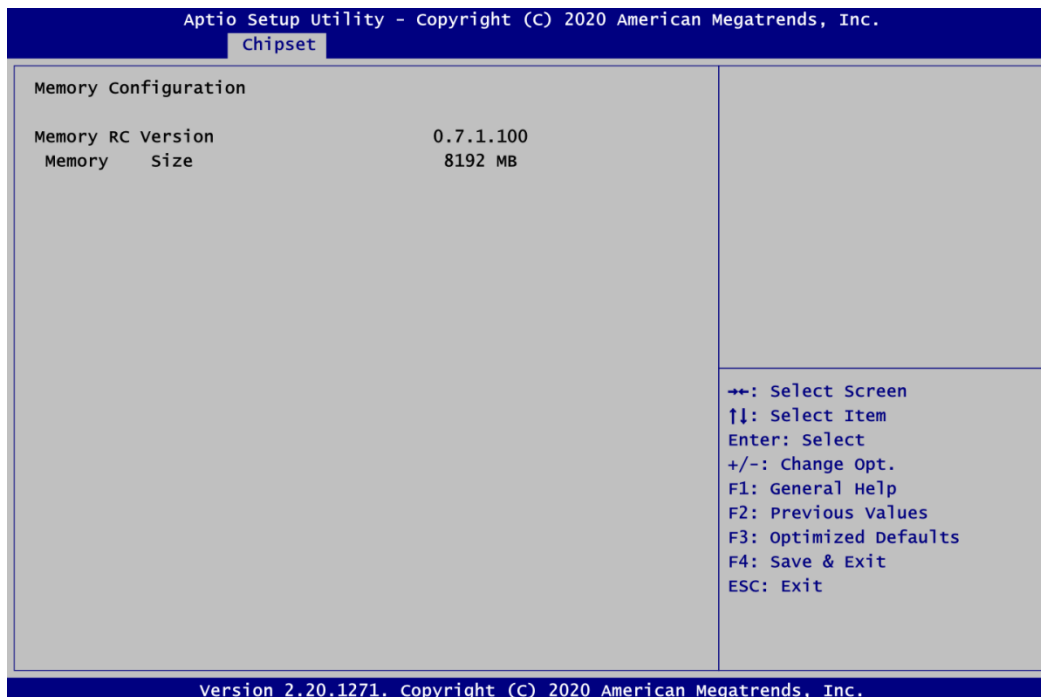 Aptio Setup Utility - Copyright (C) 2020 American Megatrends, Inc.
Chipset
Memory Configuration
Memory RC Version 0.7.1.100
Memory Size 8192 MB
→←: Select Screen
↑↓: Select Item
Enter: Select
+/-: Change Opt.
F1: General Help
F2: Previous Values
F3: Optimized Defaults
F4: Save & Exit
ESC: Exit
Version 2.20.1271. Copyright (C) 2020 American Megatrends, Inc.